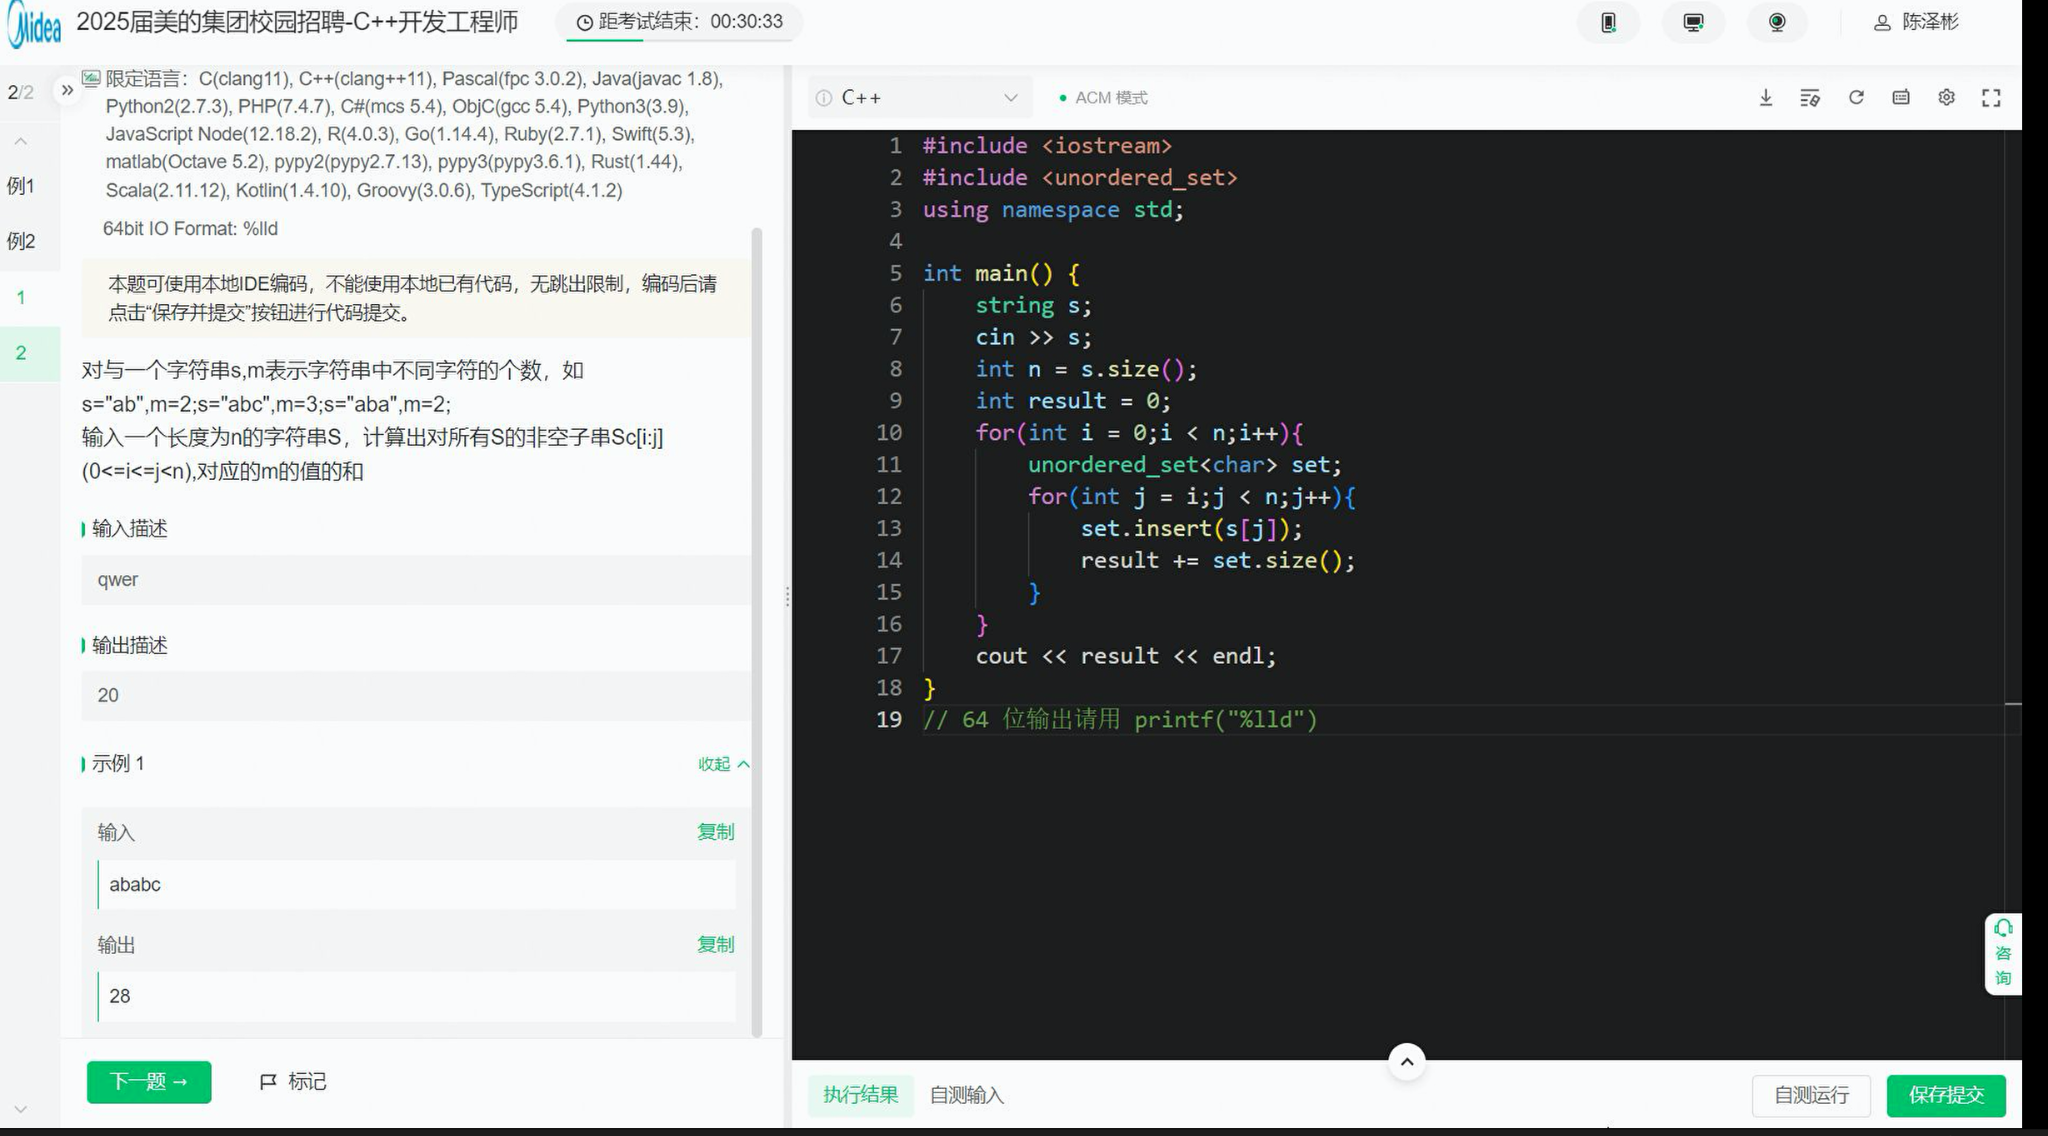 Midea
2025届美的集团校园招聘-C++开发工程师
距考试结束：00:30:33
陈泽彬
2/2
例1
例2
1
2
限定语言：C(clang11), C++(clang++11), Pascal(fpc 3.0.2), Java(javac 1.8),
Python2(2.7.3), PHP(7.4.7), C#(mcs 5.4), ObjC(gcc 5.4), Python3(3.9),
JavaScript Node(12.18.2), R(4.0.3), Go(1.14.4), Ruby(2.7.1), Swift(5.3),
matlab(Octave 5.2), pypy2(pypy2.7.13), pypy3(pypy3.6.1), Rust(1.44),
Scala(2.11.12), Kotlin(1.4.10), Groovy(3.0.6), TypeScript(4.1.2)
64bit IO Format: %lld
本题可使用本地IDE编码，不能使用本地已有代码，无跳出限制，编码后请
点击“保存并提交”按钮进行代码提交。
对与一个字符串s,m表示字符串中不同字符的个数，如
s="ab",m=2;s="abc",m=3;s="aba",m=2;
输入一个长度为n的字符串S，计算出对所有S的非空子串Sc[i:j]
(0<=i<=j<n),对应的m的值的和
输入描述
qwer
输出描述
20
示例 1
收起
输入
复制
ababc
输出
复制
28
下一题 →
标记
C++
ACM 模式
1 #include <iostream>
2 #include <unordered_set>
3 using namespace std;
4
5 int main() {
6 string s;
7 cin >> s;
8 int n = s.size();
9 int result = 0;
10 for(int i = 0;i < n;i++){
11 unordered_set<char> set;
12 for(int j = i;j < n;j++){
13 set.insert(s[j]);
14 result += set.size();
15 }
16 }
17 cout << result << endl;
18 }
19 // 64 位输出请用 printf("%lld")
咨
询
执行结果
自测输入
自测运行
保存提交